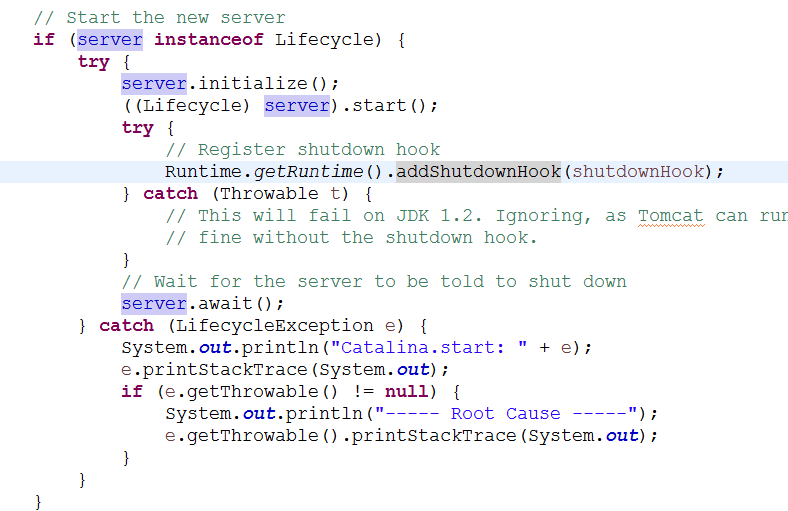 // Start the new server
if (server instanceof Lifecycle) {
try {
server.initialize();
((Lifecycle) server).start();
try {
// Register shutdown hook
Runtime.getRuntime().addShutdownHook(shutdownHook);
} catch (Throwable t) {
// This will fail on JDK 1.2. Ignoring, as Tomcat can run
// fine without the shutdown hook.
}
// Wait for the server to be told to shut down
server.await();
} catch (LifecycleException e) {
System.out.println("Catalina.start: " + e);
e.printStackTrace(System.out);
if (e.getThrowable() != null) {
System.out.println("----- Root Cause -----");
e.getThrowable().printStackTrace(System.out);
}
}
}